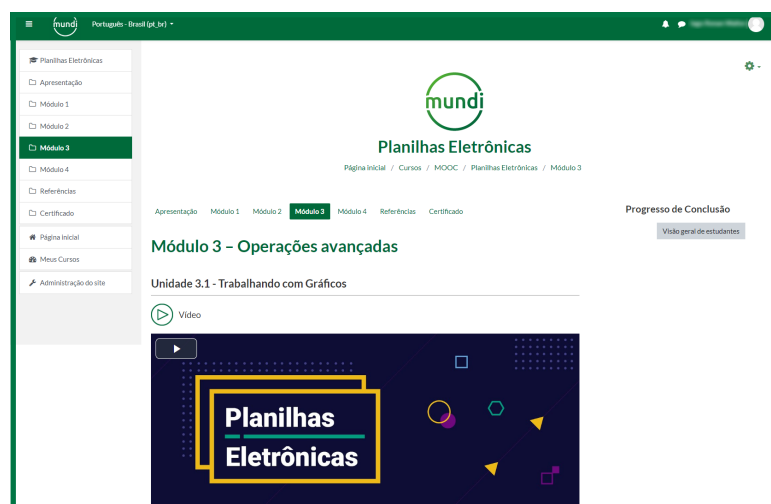 mundi
Português - Brasil (pt_br)
Planilhas Eletrônicas
Apresentação
Módulo 1
Módulo 2
Módulo 3
Módulo 4
Referências
Certificado
Página inicial
Meus Cursos
Administração do site
mundi
Planilhas Eletrônicas
Página inicial / Cursos / MOOC / Planilhas Eletrônicas / Módulo 3
Apresentação Módulo 1 Módulo 2 Módulo 3 Módulo 4 Referências Certificado
Módulo 3 – Operações avançadas
Unidade 3.1 - Trabalhando com Gráficos
Vídeo
Planilhas
Eletrônicas
Progresso de Conclusão
Visão geral de estudantes